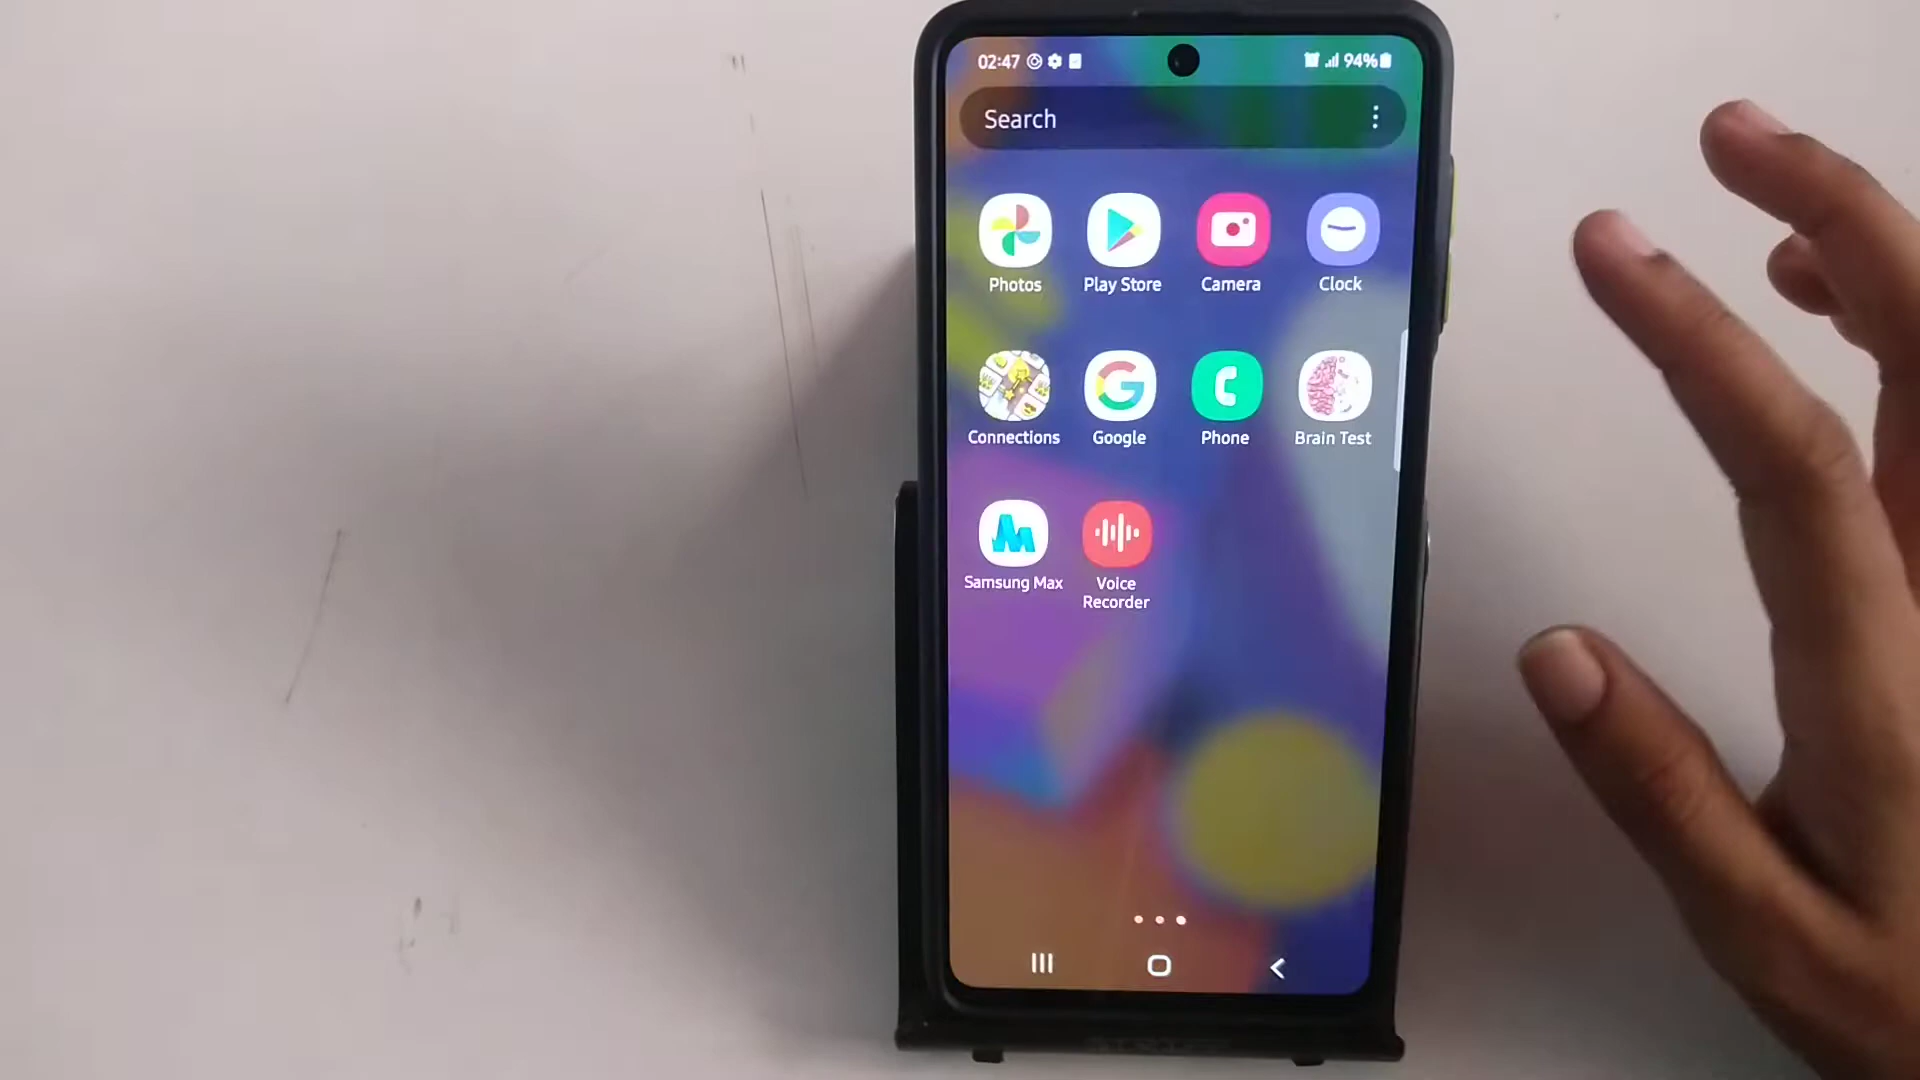 02:47 94%
Search
Photos Play Store Camera Clock
Connections Google Phone Brain Test
Samsung Max Voice
Recorder